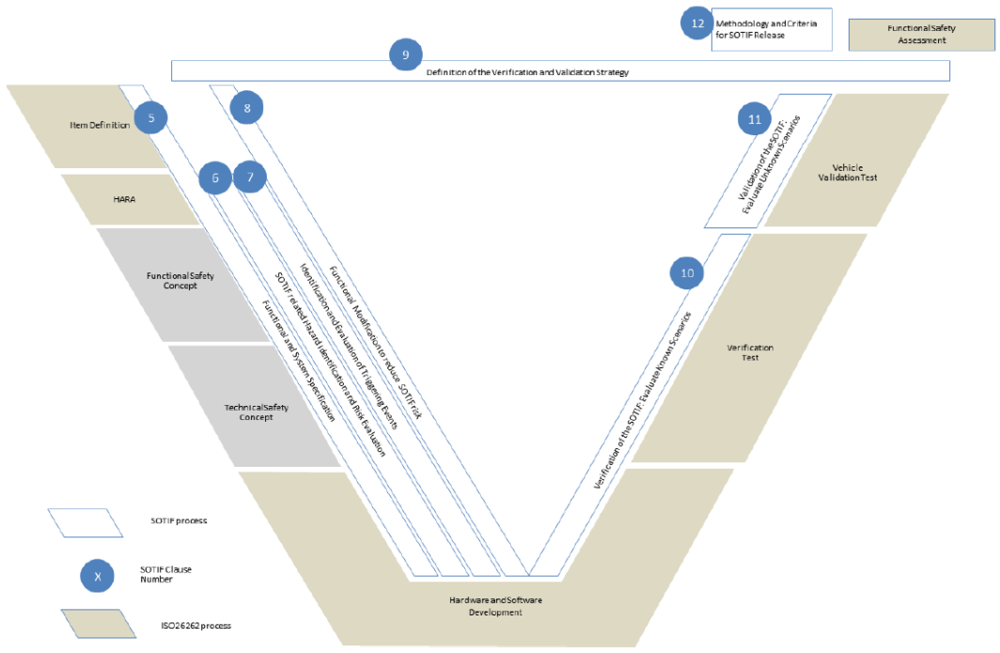 12
Methodology and Criteria
for SOTIF Release
Functional Safety
Assessment
9
Definition of the Verification and Validation Strategy
5
8
11
Item Definition
6
7
HARA
Validation of the SOTIF:
Evaluate Unknown Scenarios
Vehicle
Validation Test
Functional Safety
Concept
10
Functional Modification to reduce SOTIF risk
Identification and Evaluation of Triggering Events
SOTIF related Hazard Identification and Risk Evaluation
Functional and System Specification
Verification of the SOTIF: Evaluate Known Scenarios
Verification
Test
Technical Safety
Concept
SOTIF process
X
SOTIF Clause
Number
ISO26262 process
Hardware and Software
Development